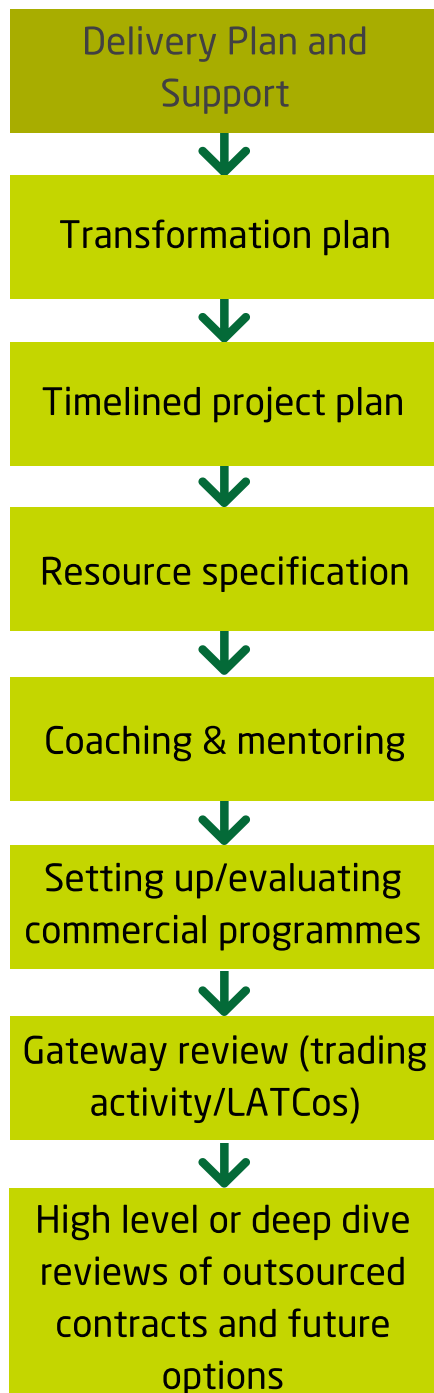 Delivery Plan and
Support
Transformation plan
Timelined project plan
Resource specification
Coaching & mentoring
Setting up/evaluating
commercial programmes
Gateway review (trading
activity/LATCos)
High level or deep dive
reviews of outsourced
contracts and future
options